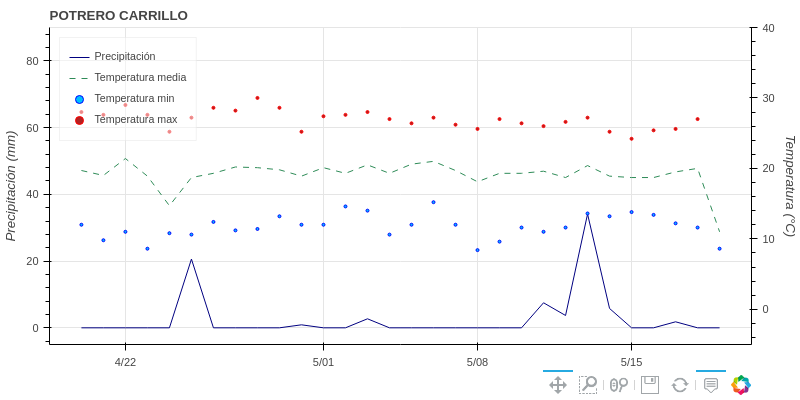 POTRERO CARRILLO
Precipitación
Temperatura media
Temperatura min
Temperatura max
Precipitación (mm)
80
60
40
20
0
Temperatura (°C)
40
30
20
10
0
4/22
5/01
5/08
5/15